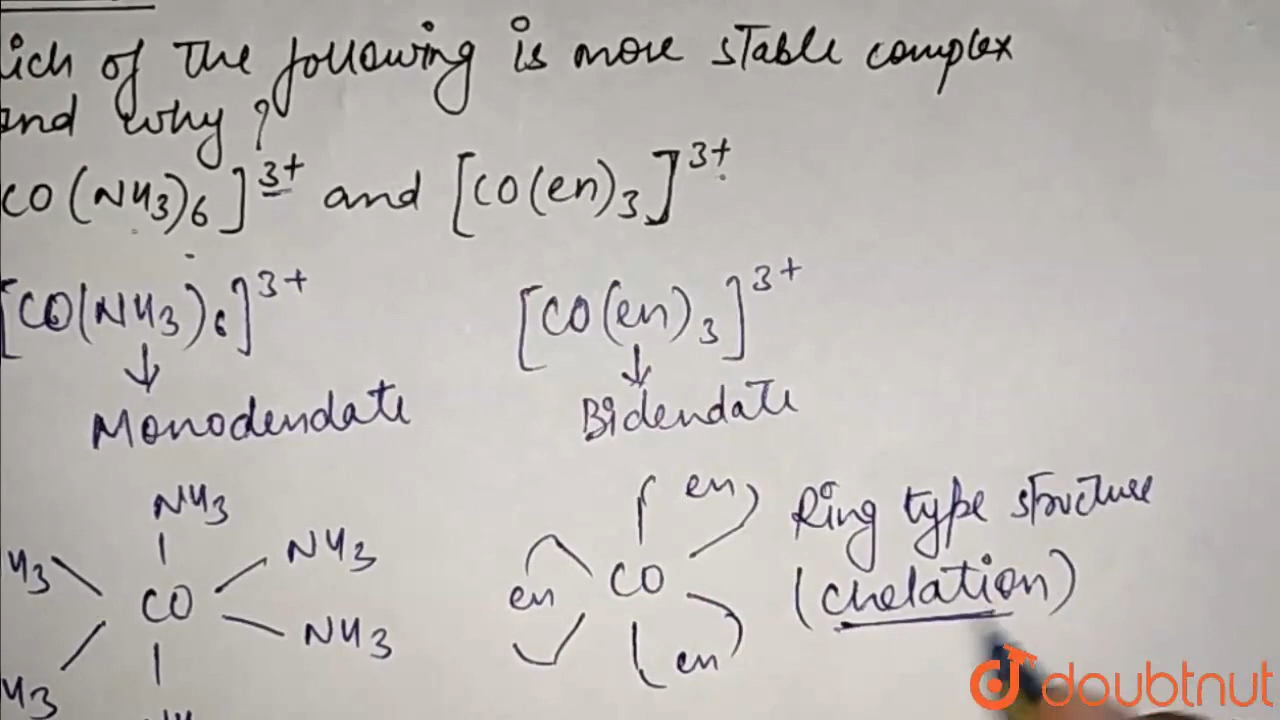 ich of The following is more stable complex
and why?
CO(NH3)6]3+ and [CO(en)3]3+
[CO(NH3)6]3+ [CO(en)3]3+
↓ ↓
Monodendate Bidendate
NH3 (en) Ring type structure
H3 NH3 en CO (chelation)
CO NH3 (en)
H3
doubtnut